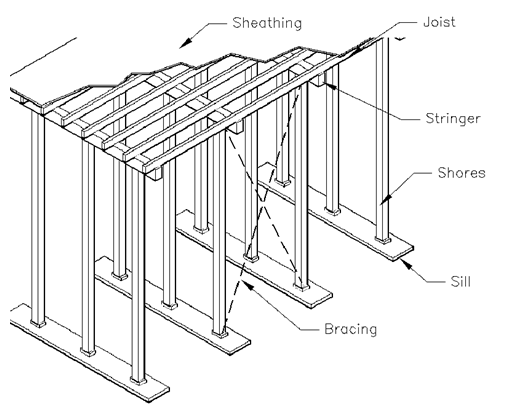 Sheathing
Joist
Stringer
Shores
Sill
Bracing